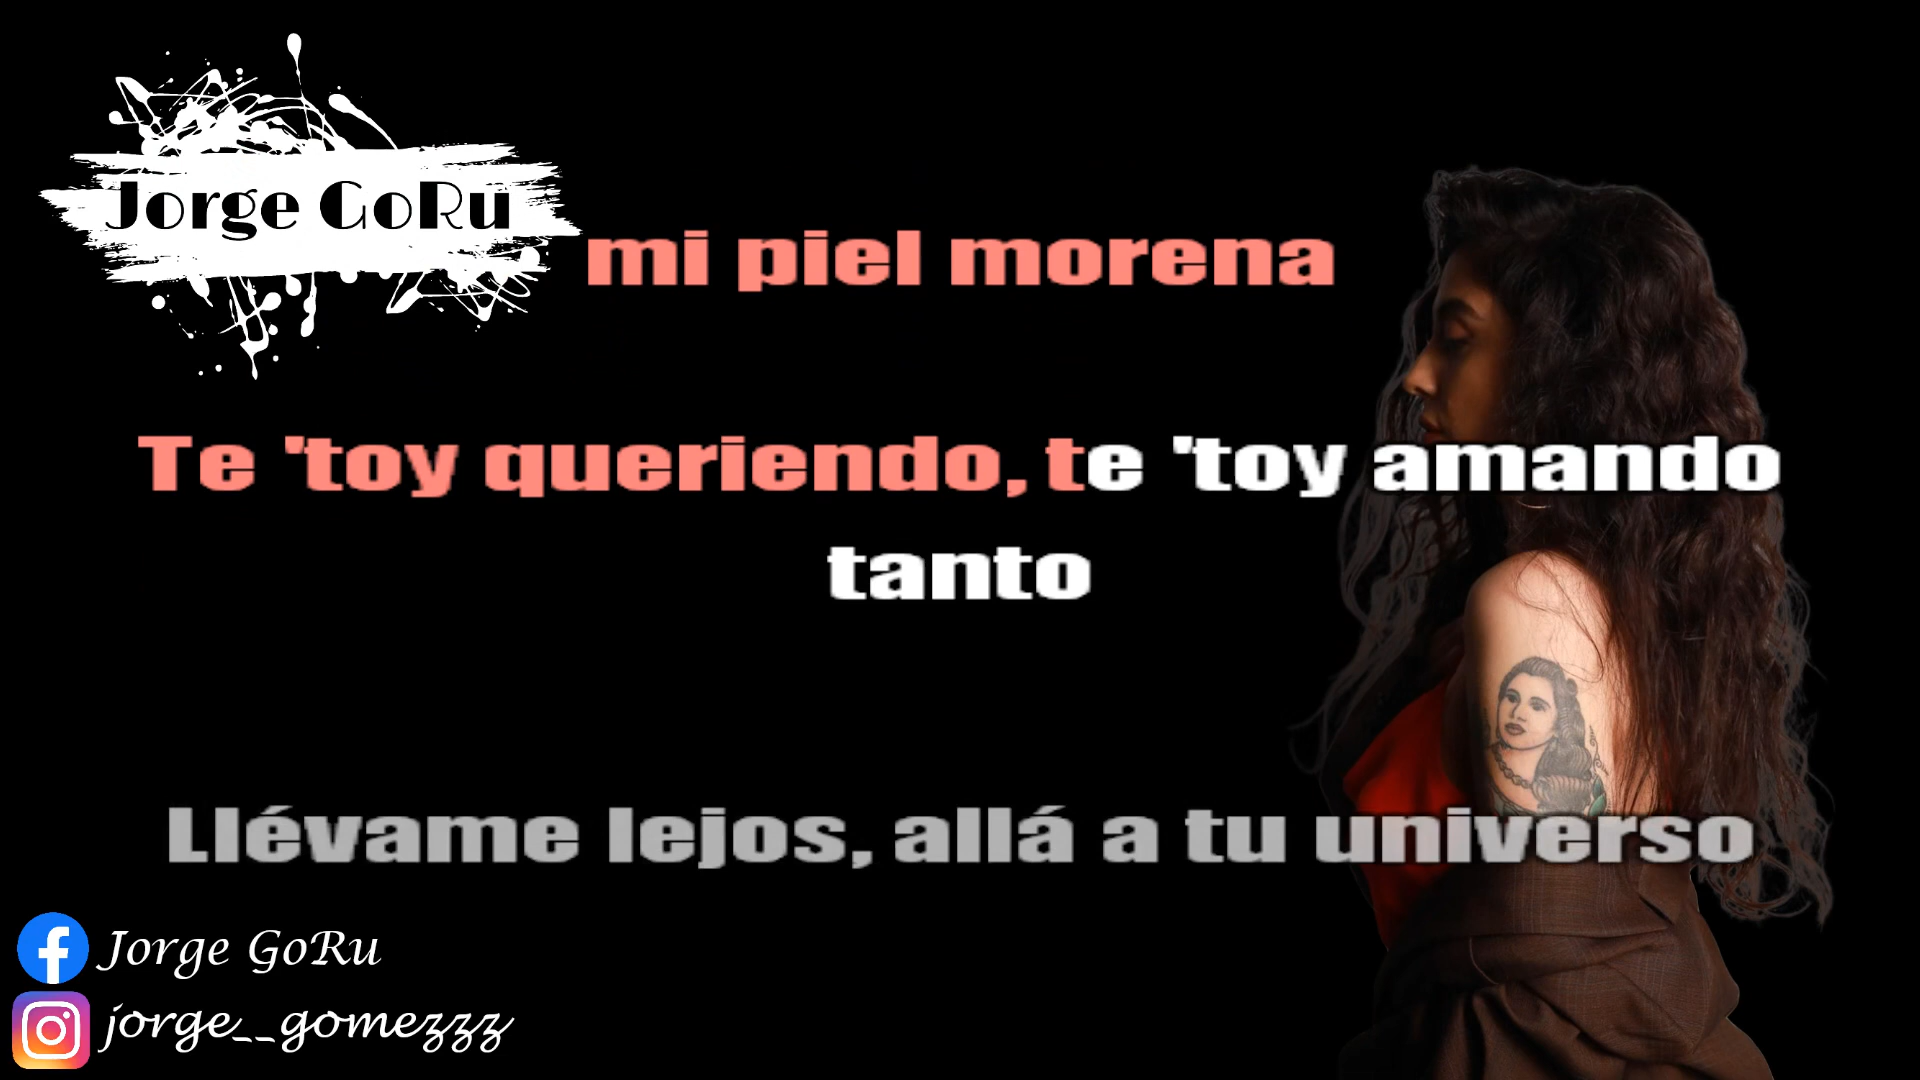 Jorge GoRu
mi piel morena
Te 'toy queriendo, te 'toy amando
tanto
Llévame lejos, allá a tu universo
Jorge GoRu
jorge__gomezzz